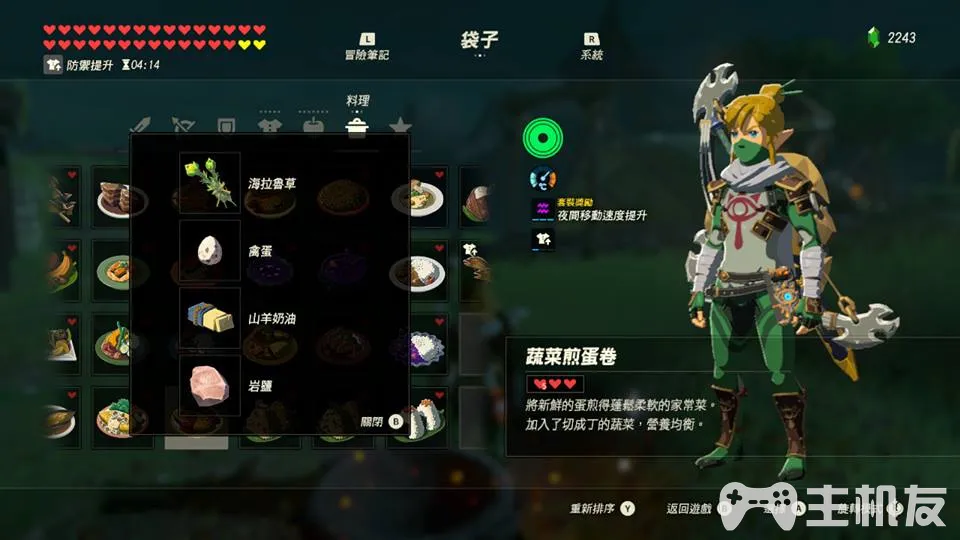 L
冒險筆記
袋子
R
系統
2243
防禦提升 04:14
料理
海拉魯草
禽蛋
山羊奶油
岩鹽
關閉 B
套裝獎勵
夜間移動速度提升
蔬菜煎蛋卷
將新鮮的蛋煎得蓬鬆柔軟的家常菜。
加入了切成丁的蔬菜，營養均衡。
重新排序 Y
返回遊戲
選擇 A
主机友